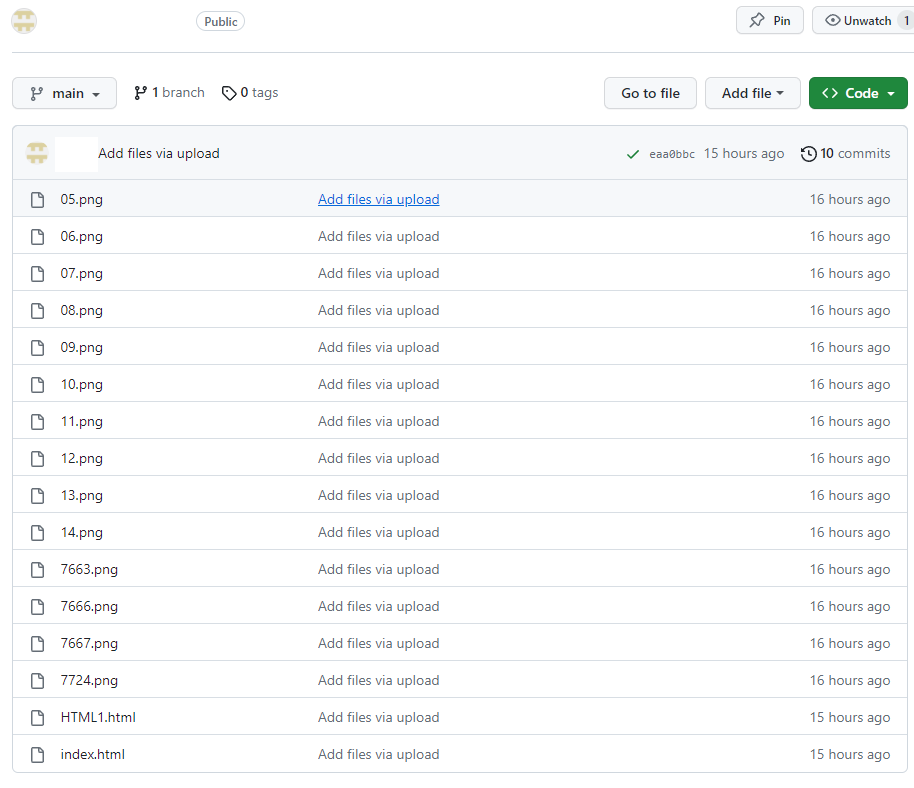 Public Pin Unwatch 1
main 1 branch 0 tags Go to file Add file Code
Add files via upload eaa0bbc 15 hours ago 10 commits
05.png Add files via upload 16 hours ago
06.png Add files via upload 16 hours ago
07.png Add files via upload 16 hours ago
08.png Add files via upload 16 hours ago
09.png Add files via upload 16 hours ago
10.png Add files via upload 16 hours ago
11.png Add files via upload 16 hours ago
12.png Add files via upload 16 hours ago
13.png Add files via upload 16 hours ago
14.png Add files via upload 16 hours ago
7663.png Add files via upload 16 hours ago
7666.png Add files via upload 16 hours ago
7667.png Add files via upload 16 hours ago
7724.png Add files via upload 16 hours ago
HTML1.html Add files via upload 15 hours ago
index.html Add files via upload 15 hours ago